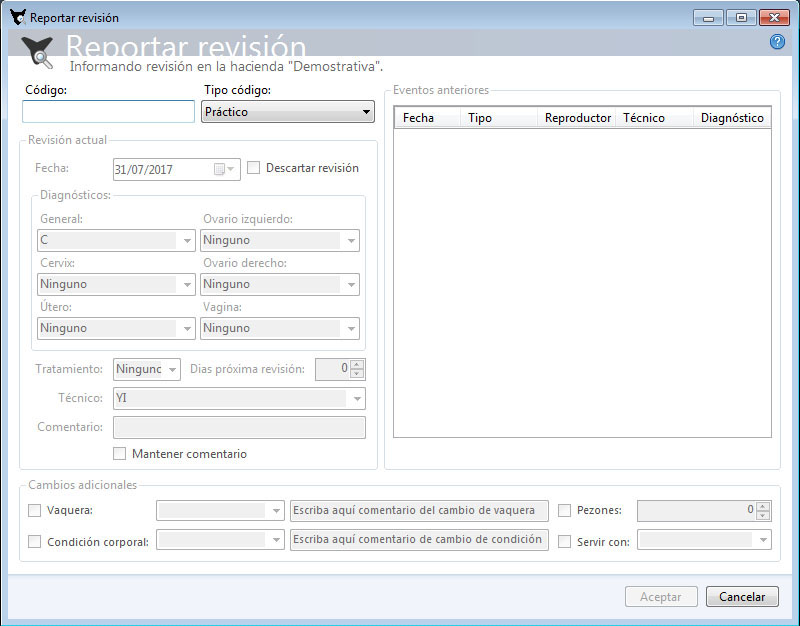 Reportar revisión
Reportar revisión
Informando revisión en la hacienda "Demostrativa".
Código:
Tipo código:
Práctico
Revisión actual
Fecha:
31/07/2017
Descartar revisión
Diagnósticos:
General:
Ovario izquierdo:
C
Ninguno
Cervix:
Ovario derecho:
Ninguno
Ninguno
Útero:
Vagina:
Ninguno
Ninguno
Tratamiento:
Ninguno
Dias próxima revisión:
0
Técnico:
YI
Comentario:
Mantener comentario
Eventos anteriores
Fecha Tipo Reproductor Técnico Diagnóstico
Cambios adicionales
Vaquera:
Escriba aquí comentario del cambio de vaquera
Pezones:
0
Condición corporal:
Escriba aquí comentario de cambio de condición
Servir con:
Aceptar
Cancelar